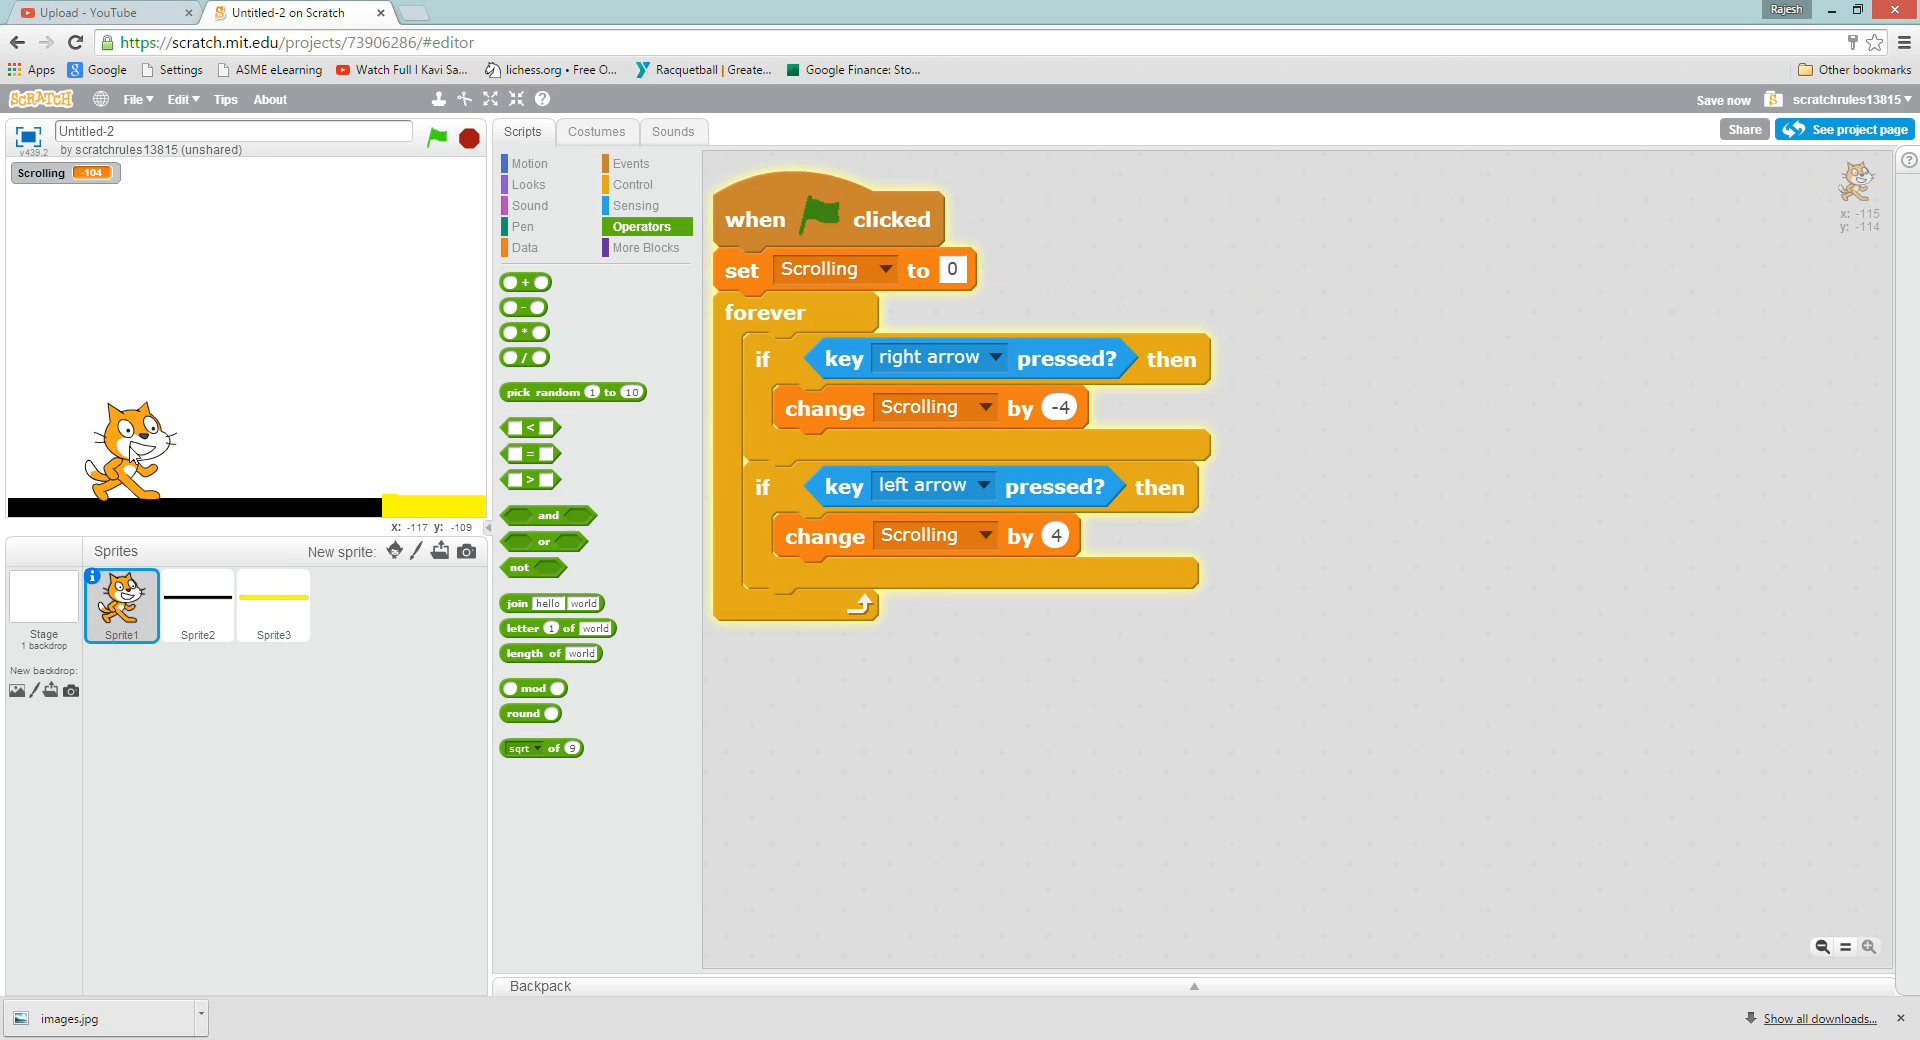 Upload - YouTube
Untitled-2 on Scratch
Rajesh
https://scratch.mit.edu/projects/73906286/#editor
Apps
Google
Settings
ASME eLearning
Watch Full I Kavi Sa...
lichess.org • Free O...
Racquetball | Greate...
Google Finance: Sto...
Other bookmarks
SCRATCH
File
Edit
Tips
About
Save now
scratchrules13815
v439.2
Untitled-2
by scratchrules13815 (unshared)
Scripts
Costumes
Sounds
Share
See project page
Scrolling -104
Motion
Looks
Sound
Pen
Data
Events
Control
Sensing
Operators
More Blocks
+
-
*
/
pick random 1 to 10
<
=
>
and
or
not
join hello world
letter 1 of world
length of world
mod
round
sqrt of 9
when clicked
set Scrolling to 0
forever
if key right arrow pressed? then
change Scrolling by -4
if key left arrow pressed? then
change Scrolling by 4
x: -115
y: -114
x: -117 y: -109
Sprites
New sprite:
Stage
1 backdrop
New backdrop:
Sprite1
Sprite2
Sprite3
Backpack
images.jpg
Show all downloads...